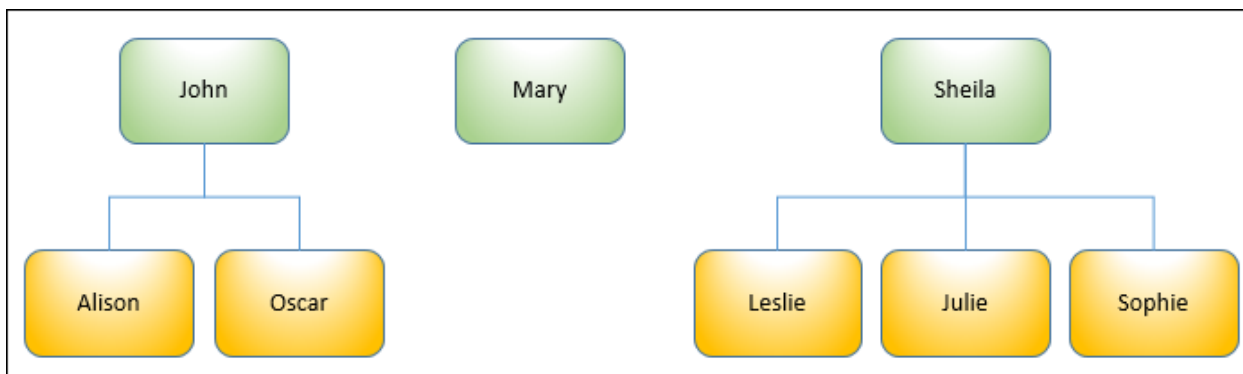 John
Mary
Sheila
Alison
Oscar
Leslie
Julie
Sophie